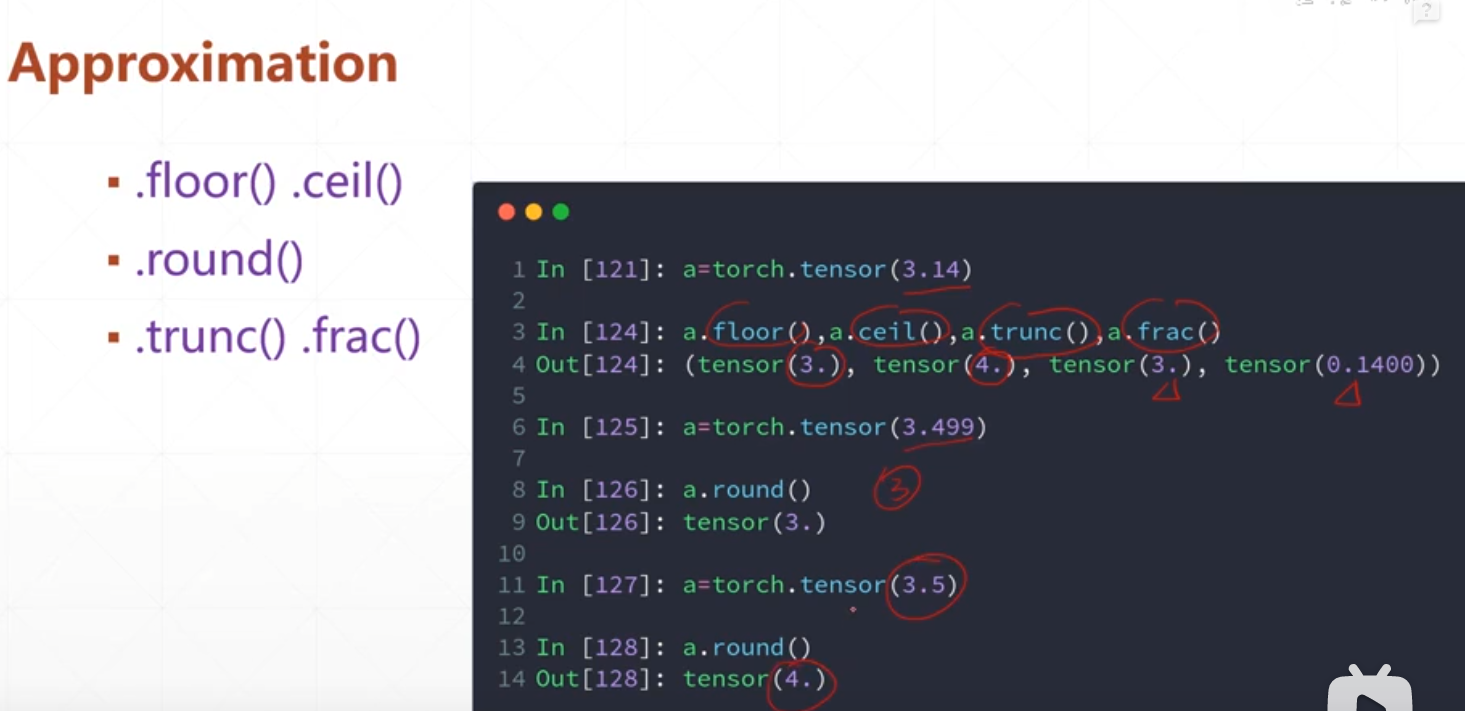 Approximation
▪ .floor() .ceil()
▪ .round()
▪ .trunc() .frac()
1 In [121]: a=torch.tensor(3.14)
2
3 In [124]: a.floor(),a.ceil(),a.trunc(),a.frac()
4 Out[124]: (tensor(3.), tensor(4.), tensor(3.), tensor(0.1400))
5
6 In [125]: a=torch.tensor(3.499)
7
8 In [126]: a.round() 3
9 Out[126]: tensor(3.)
10
11 In [127]: a=torch.tensor(3.5)
12
13 In [128]: a.round()
14 Out[128]: tensor(4.)